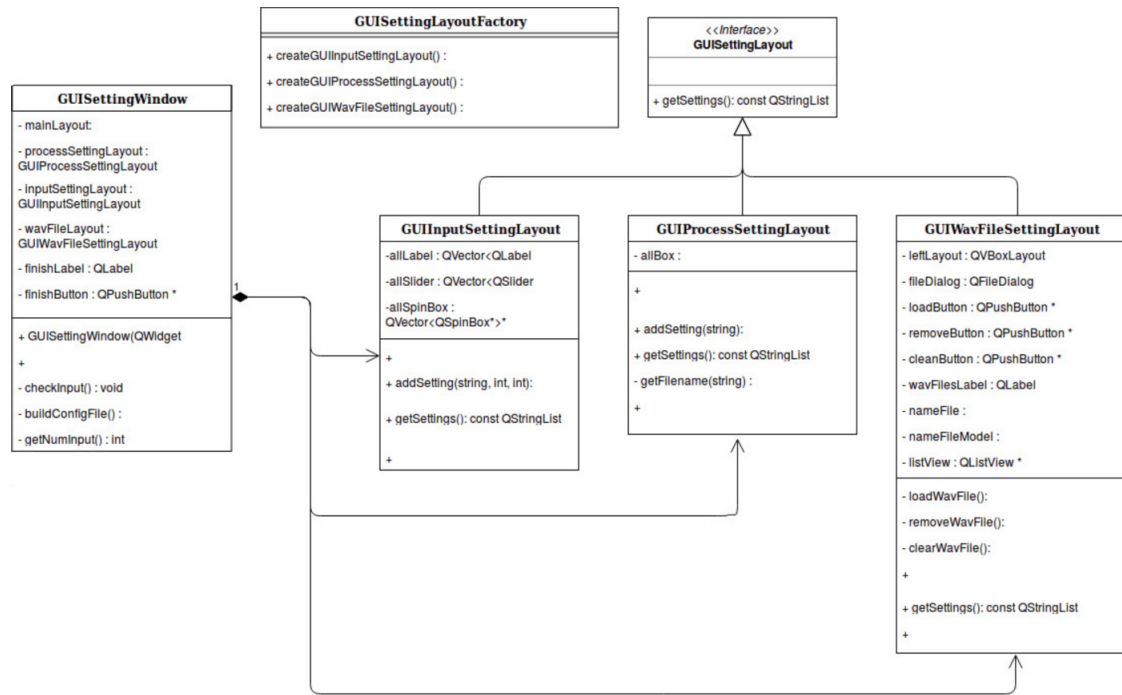 GUISettingLayoutFactory
+ createGUIInputSettingLayout() :
+ createGUIProcessSettingLayout() :
+ createGUIWavFileSettingLayout() :
<<Interface>>
GUISettingLayout
+ getSettings(): const QStringList
GUISettingWindow
- mainLayout:
- processSettingLayout :
GUIProcessSettingLayout
- inputSettingLayout :
GUIInputSettingLayout
- wavFileLayout :
GUIWavFileSettingLayout
- finishLabel : QLabel
- finishButton : QPushButton *
+ GUISettingWindow(QWidget
+
- checkInput() : void
- buildConfigFile() :
- getNumInput() : int
1
GUIInputSettingLayout
-allLabel : QVector<QLabel
-allSlider : QVector<QSlider
-allSpinBox :
QVector<QSpinBox*>*
+
+ addSetting(string, int, int):
+ getSettings(): const QStringList
+
GUIProcessSettingLayout
- allBox :
+
+ addSetting(string):
+ getSettings(): const QStringList
- getFilename(string) :
+
GUIWavFileSettingLayout
- leftLayout : QVBoxLayout
- fileDialog : QFileDialog
- loadButton : QPushButton *
- removeButton : QPushButton *
- cleanButton : QPushButton *
- wavFilesLabel : QLabel
- nameFile :
- nameFileModel :
- listView : QListView *
- loadWavFile():
- removeWavFile():
- clearWavFile():
+
+ getSettings(): const QStringList
+